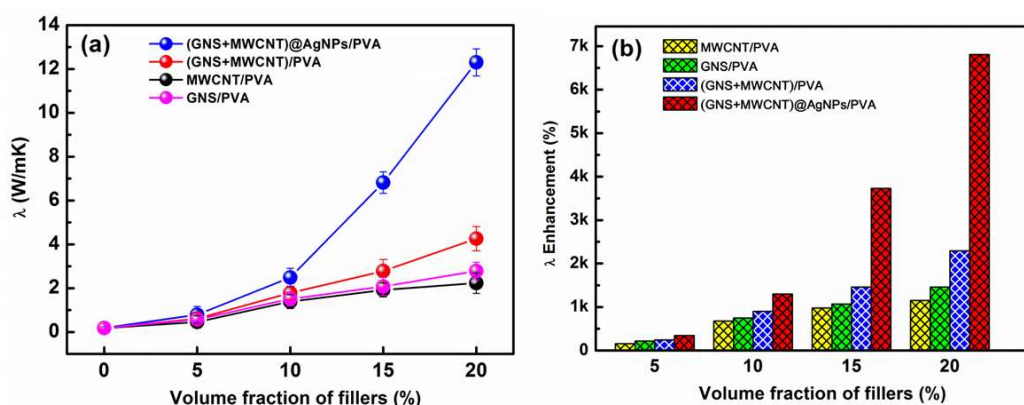 (a)
(GNS+MWCNT)@AgNPs/PVA
(GNS+MWCNT)/PVA
MWCNT/PVA
GNS/PVA
λ (W/mK)
14
12
10
8
6
4
2
0
0 5 10 15 20
Volume fraction of fillers (%)
(b)
MWCNT/PVA
GNS/PVA
(GNS+MWCNT)/PVA
(GNS+MWCNT)@AgNPs/PVA
λ Enhancement (%)
7k
6k
5k
4k
3k
2k
1k
0
5 10 15 20
Volume fraction of fillers (%)